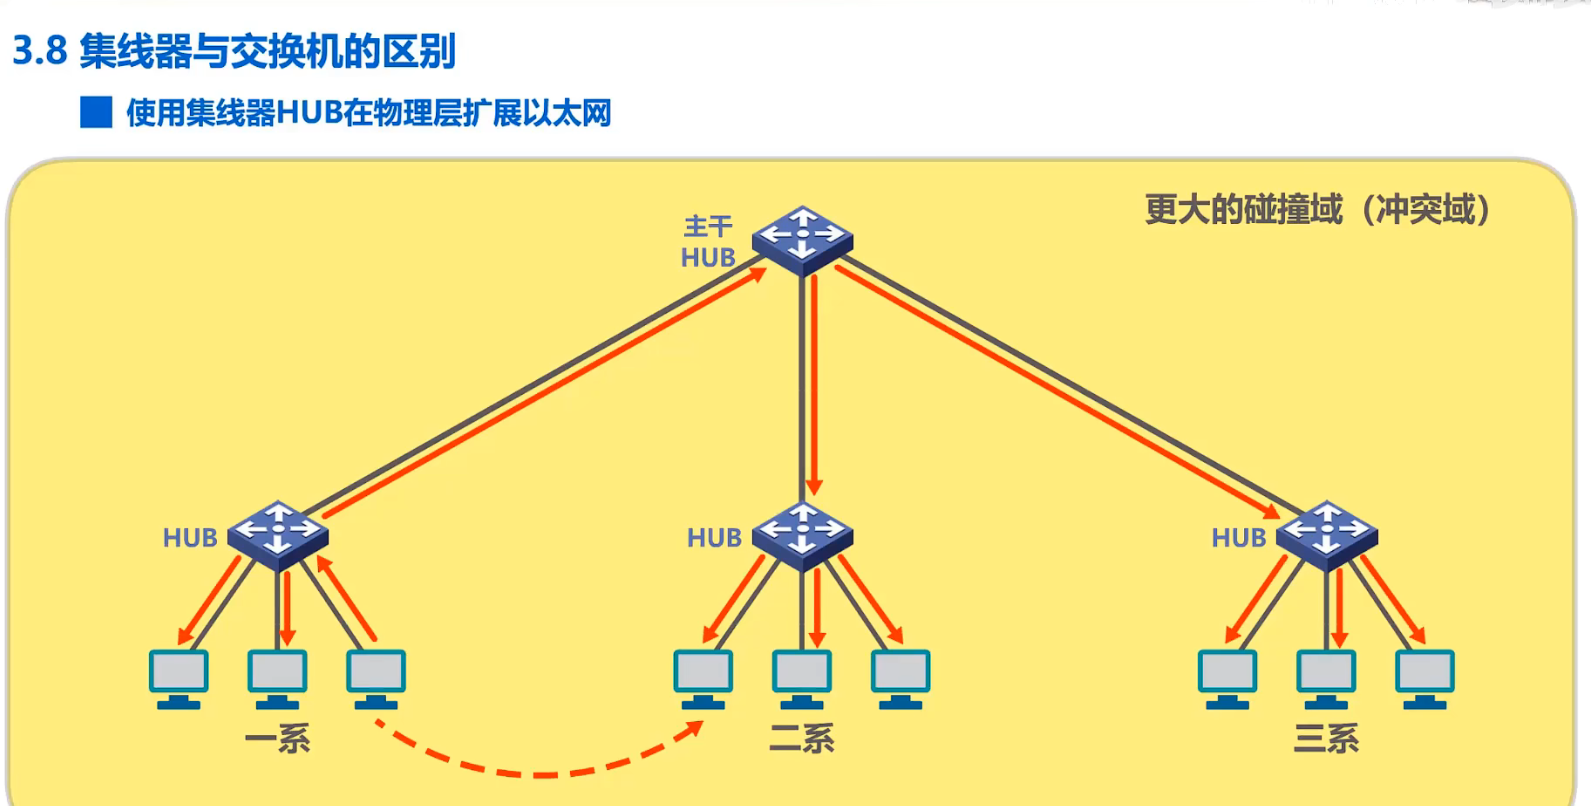 3.8 集线器与交换机的区别
使用集线器HUB在物理层扩展以太网
更大的碰撞域（冲突域）
主干
HUB
HUB
HUB
HUB
一系
二系
三系